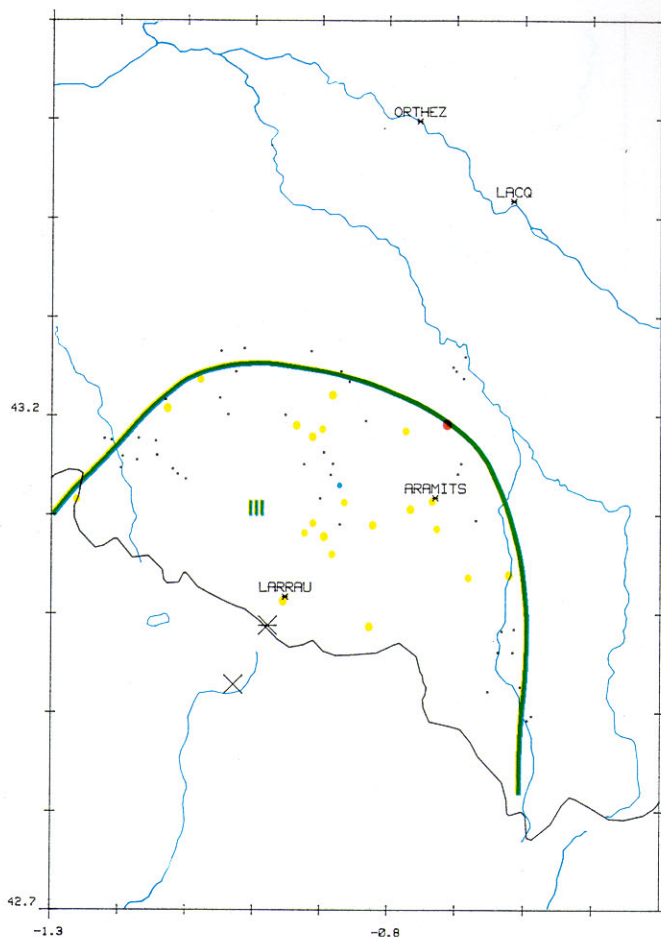 ORTHEZ
LACQ
43.2
ARAMITS
III
LARRAU
42.7
-1.3
-0.8